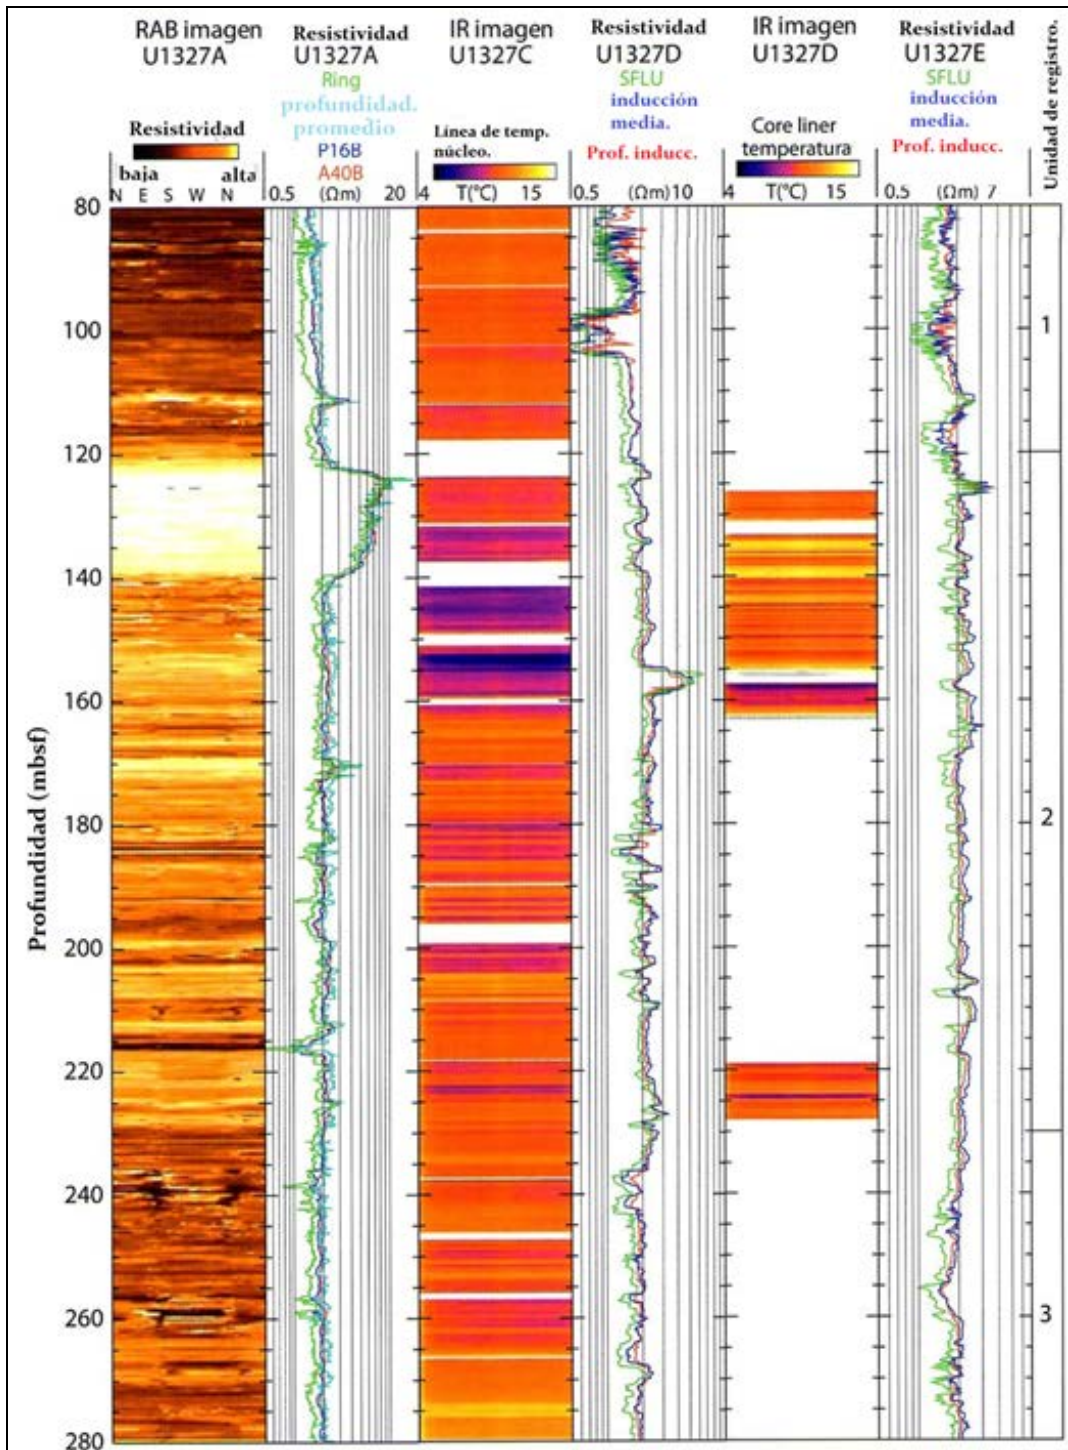 RAB imagen
U1327A
Resistividad
baja alta
N E S W N
Resistividad
U1327A
Ring
profundidad.
promedio
P16B
A40B
0.5 (Ωm) 20
IR imagen
U1327C
Línea de temp.
núcleo.
4 T(°C) 15
Resistividad
U1327D
SFLU
inducción
media.
Prof. inducc.
0.5 (Ωm) 10
IR imagen
U1327D
Core liner
temperatura
4 T(°C) 15
Resistividad
U1327E
SFLU
inducción
media.
Prof. inducc.
0.5 (Ωm) 7
Unidad de registro.
Profundidad (mbsf)
80
100
120
140
160
180
200
220
240
260
280
1
2
3